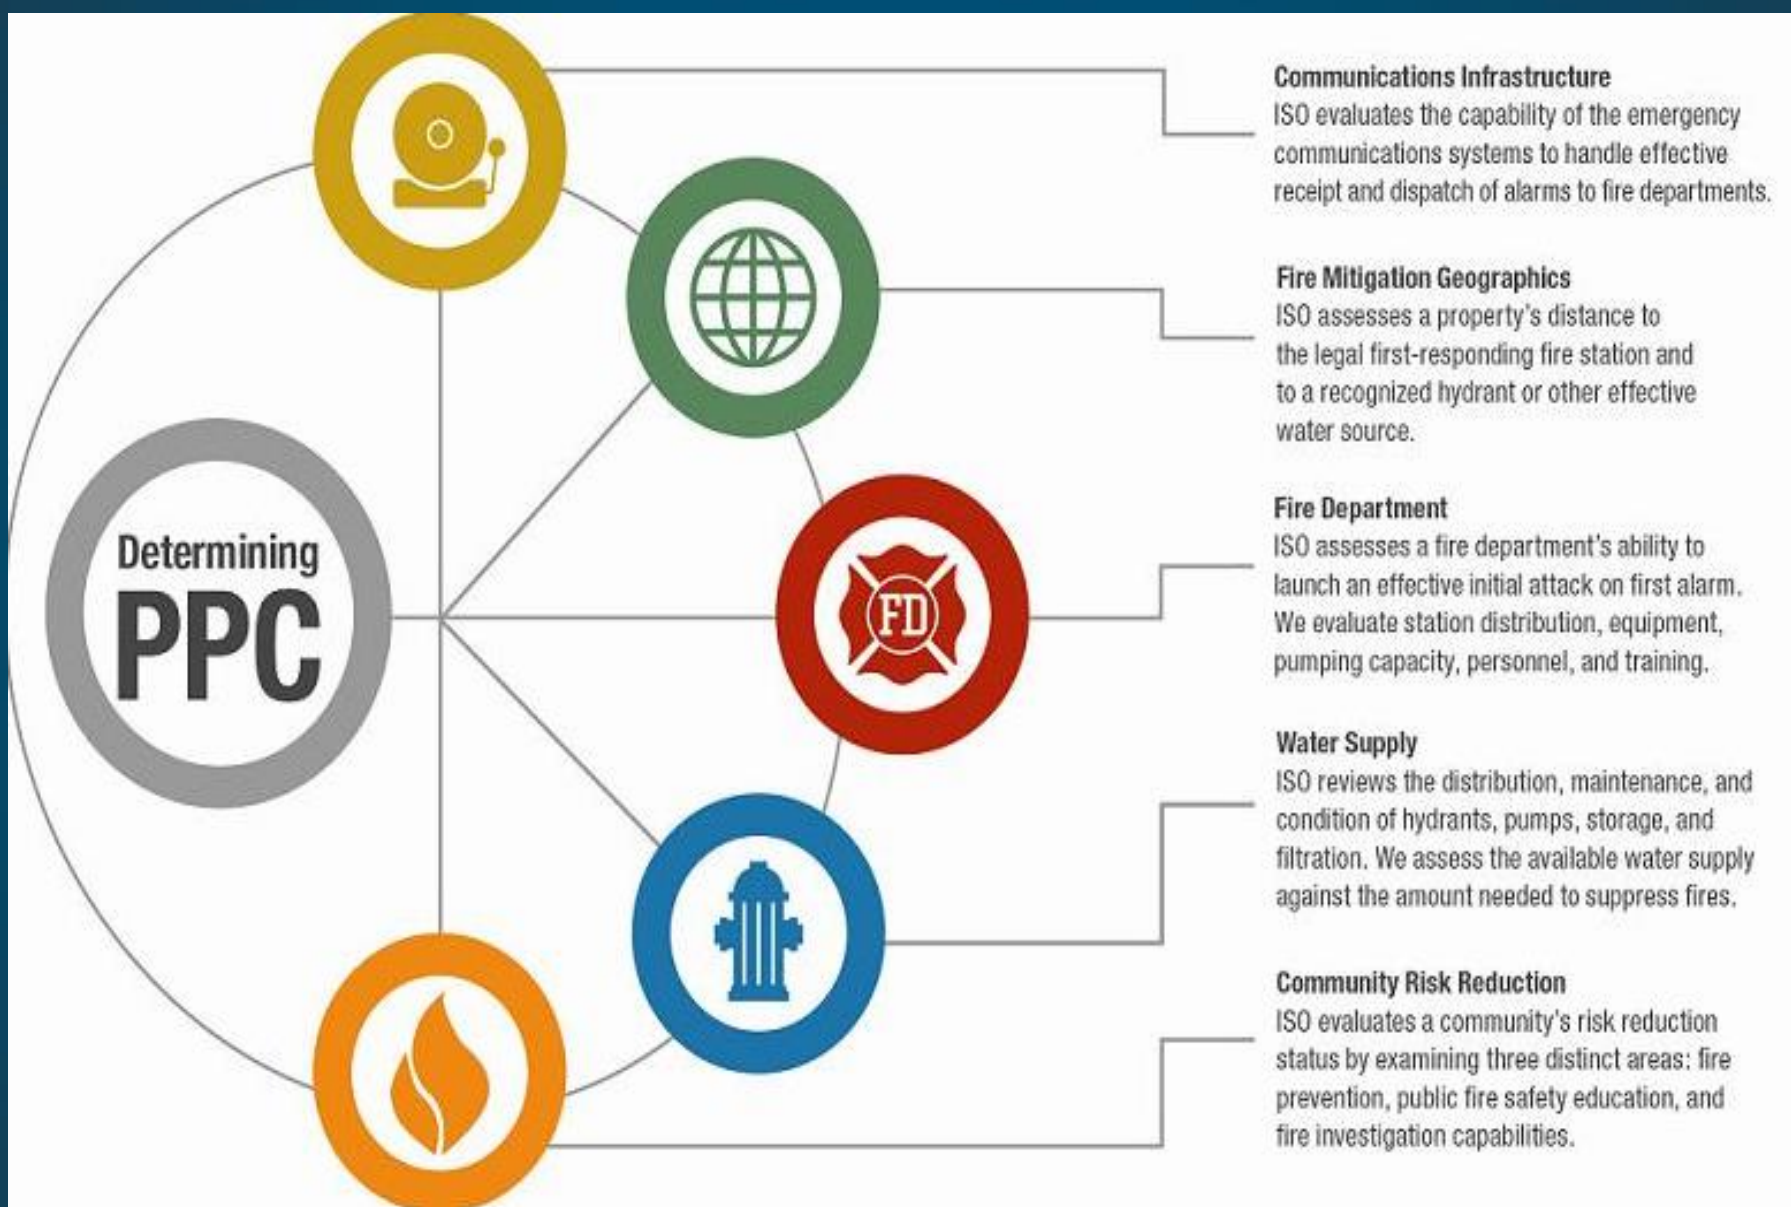 Determining
PPC
FD
Communications Infrastructure
ISO evaluates the capability of the emergency
communications systems to handle effective
receipt and dispatch of alarms to fire departments.
Fire Mitigation Geographics
ISO assesses a property's distance to
the legal first-responding fire station and
to a recognized hydrant or other effective
water source.
Fire Department
ISO assesses a fire department's ability to
launch an effective initial attack on first alarm.
We evaluate station distribution, equipment,
pumping capacity, personnel, and training.
Water Supply
ISO reviews the distribution, maintenance, and
condition of hydrants, pumps, storage, and
filtration. We assess the available water supply
against the amount needed to suppress fires.
Community Risk Reduction
ISO evaluates a community's risk reduction
status by examining three distinct areas: fire
prevention, public fire safety education, and
fire investigation capabilities.